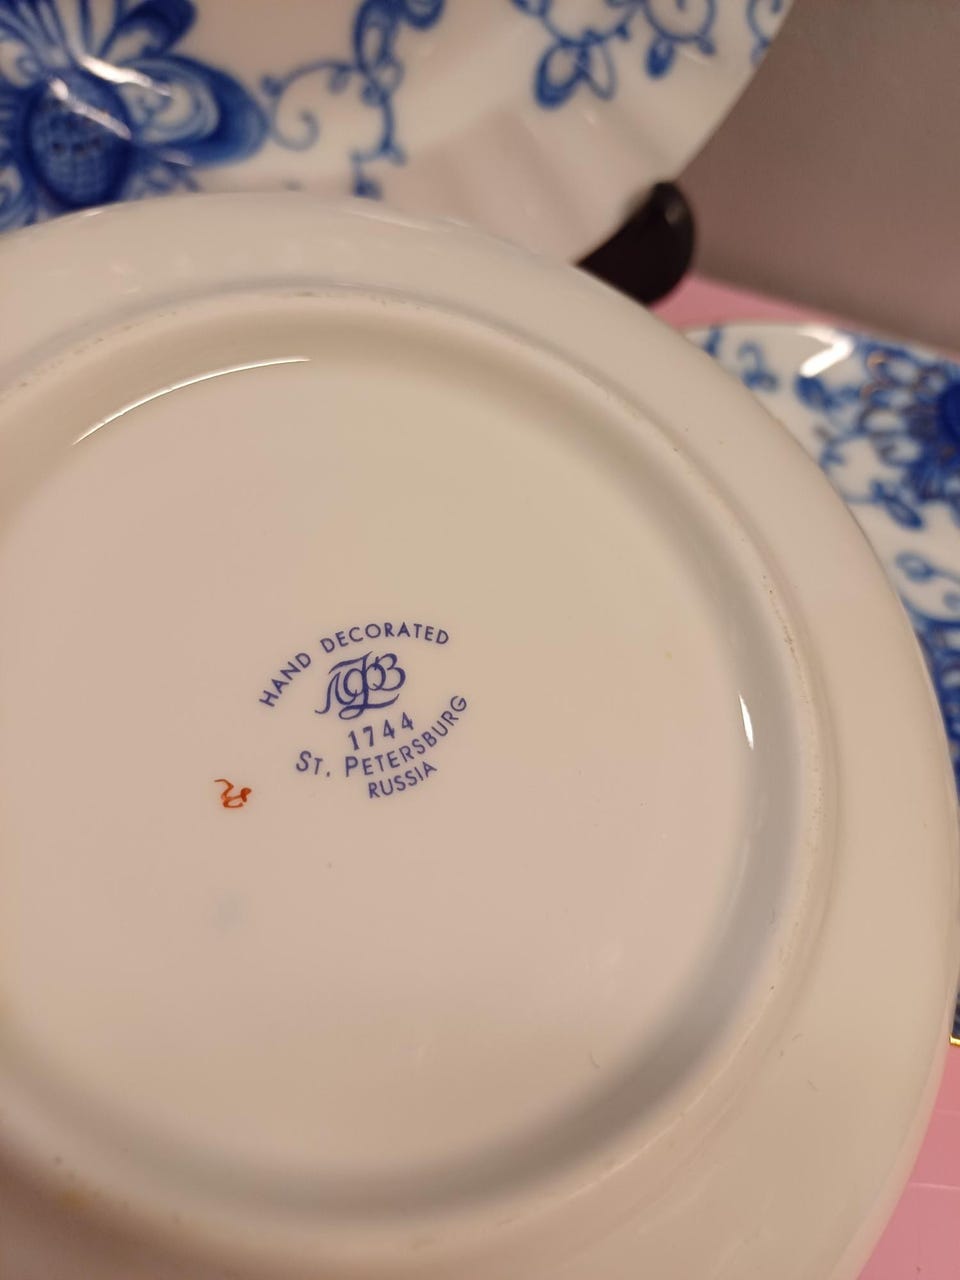 HAND DECORATED
ЛФЗ
1744
ST. PETERSBURG
RUSSIA